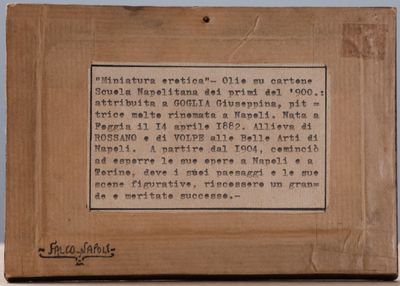 "Miniatura erotica"- Olio su cartone
Scuola Napolitana dei primi del '900.:
attribuita a GOGLIA Giuseppina, pit =
trice molto rinomata a Napoli. Nata a
Foggia il 14 aprile 1882. Allieva di
ROSSANO e di VOLPE alle Belle Arti di
Napoli. A partire dal 1904, cominciò
ad esporre le sue opere a Napoli e a
Torino, dove i suoi paesaggi e le sue
scene figurative, riscossero un gran=
de e meritato successo.-
FALCO-NAPOLI